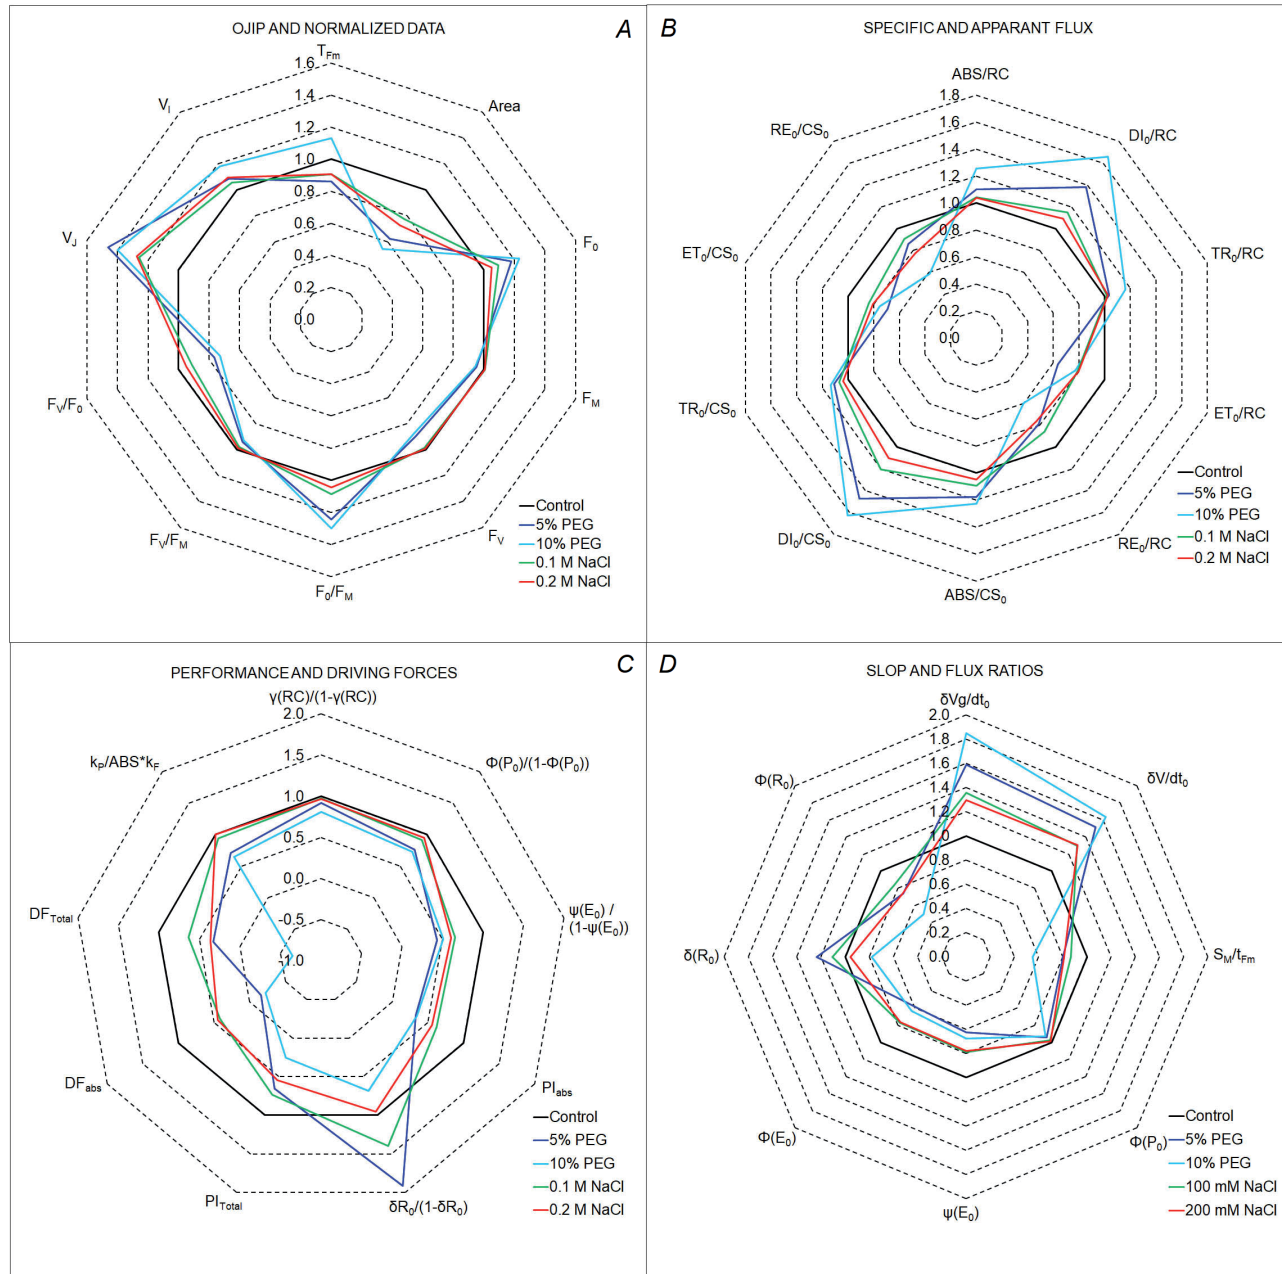 OJIP AND NORMALIZED DATA
A
T_Fm
1.6
1.4
1.2
1.0
0.8
0.6
0.4
0.2
0.0
Area
F_0
F_M
F_V
F_0/F_M
F_V/F_M
F_V/F_0
V_J
V_I
Control
5% PEG
10% PEG
0.1 M NaCl
0.2 M NaCl
B
SPECIFIC AND APPARANT FLUX
ABS/RC
1.8
1.6
1.4
1.2
1.0
0.8
0.6
0.4
0.2
0.0
DI_0/RC
TR_0/RC
ET_0/RC
RE_0/RC
ABS/CS_0
DI_0/CS_0
TR_0/CS_0
ET_0/CS_0
RE_0/CS_0
Control
5% PEG
10% PEG
0.1 M NaCl
0.2 M NaCl
PERFORMANCE AND DRIVING FORCES
C
γ(RC)/(1-γ(RC))
2.0
1.5
1.0
0.5
0.0
-0.5
-1.0
Φ(P_0)/(1-Φ(P_0))
ψ(E_0) /
(1-ψ(E_0))
PI_abs
δR_0/(1-δR_0)
PI_Total
DF_abs
DF_Total
k_P/ABS*k_F
Control
5% PEG
10% PEG
0.1 M NaCl
0.2 M NaCl
D
SLOP AND FLUX RATIOS
δVg/dt_0
2.0
1.8
1.6
1.4
1.2
1.0
0.8
0.6
0.4
0.2
0.0
δV/dt_0
S_M/t_Fm
Φ(P_0)
ψ(E_0)
Φ(E_0)
δ(R_0)
Φ(R_0)
Control
5% PEG
10% PEG
100 mM NaCl
200 mM NaCl